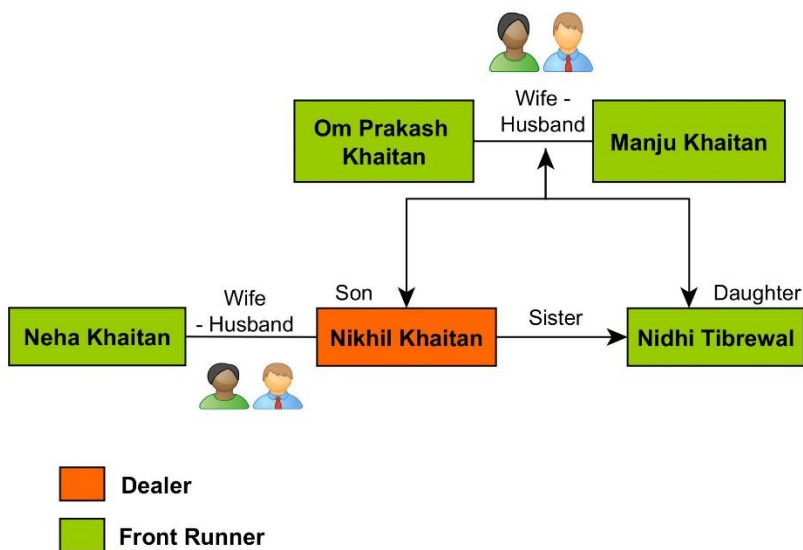 Wife -
Husband
Om Prakash
Khaitan
Manju Khaitan
Wife
- Husband
Son
Sister
Daughter
Neha Khaitan
Nikhil Khaitan
Nidhi Tibrewal
Dealer
Front Runner